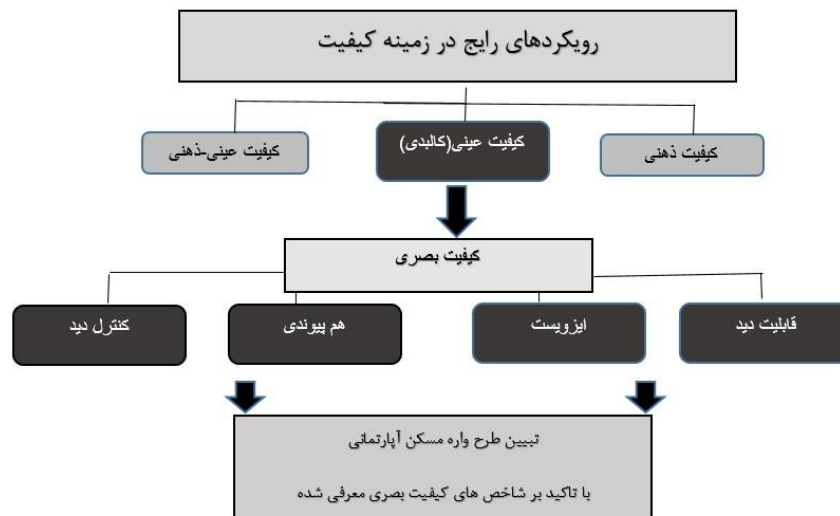 رویکردهای رایج در زمینه کیفیت
کیفیت ذهنی
کیفیت عینی(کالبدی)
کیفیت عینی-ذهنی
کیفیت بصری
قابلیت دید
ایزویست
هم پیوندی
کنترل دید
تبیین طرح واره مسکن آپارتمانی
با تاکید بر شاخص های کیفیت بصری معرفی شده